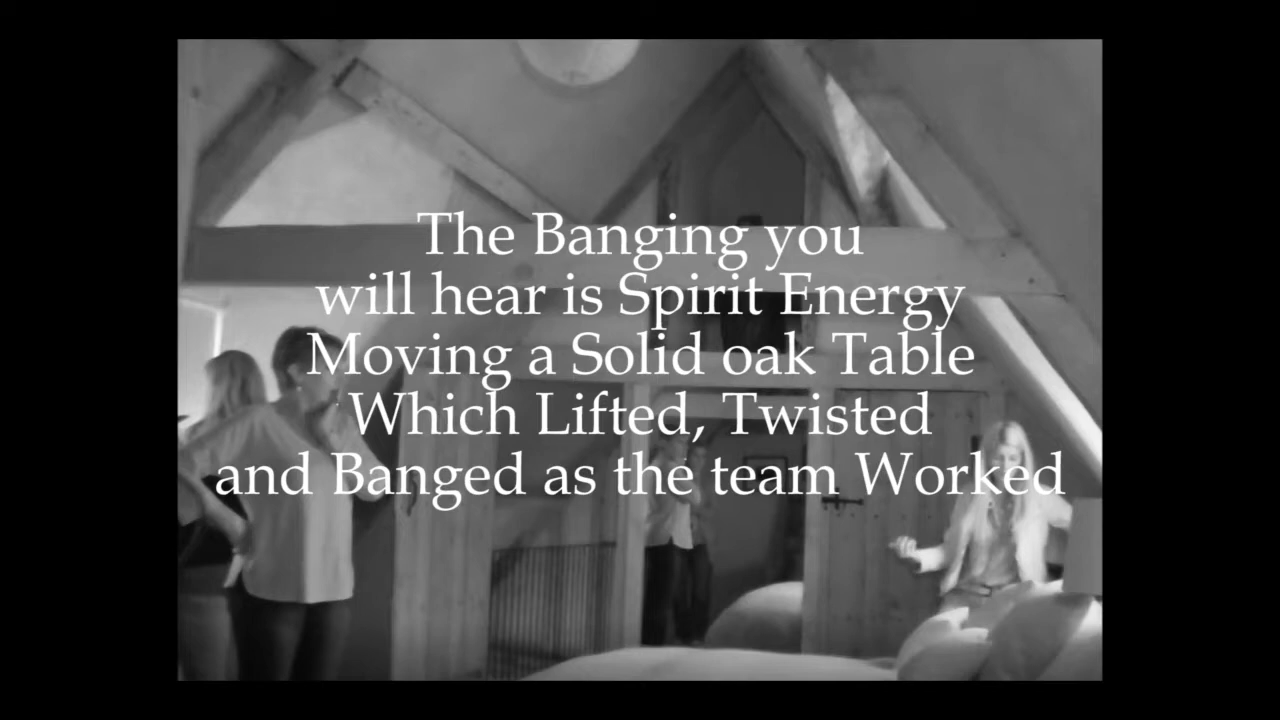 The Banging you
will hear is Spirit Energy
Moving a Solid oak Table
Which Lifted, Twisted
and Banged as the team Worked